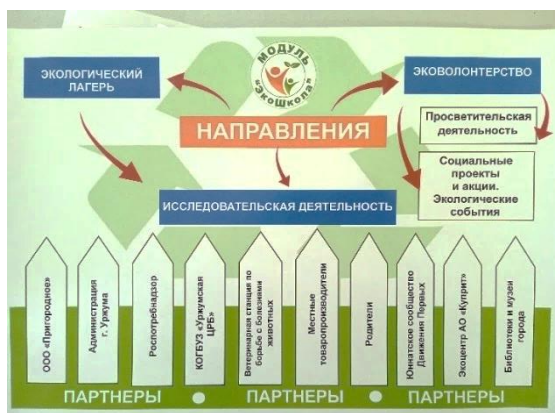 МОДУЛЬ
"ЭкоШкола"
ЭКОЛОГИЧЕСКИЙ
ЛАГЕРЬ
ЭКОВОЛОНТЕРСТВО
НАПРАВЛЕНИЯ
Просветительская
деятельность
Социальные
проекты
и акции.
Экологические
события
ИССЛЕДОВАТЕЛЬСКАЯ ДЕЯТЕЛЬНОСТЬ
ООО «Пригородное»
Администрация
г. Уржума
Роспотребнадзор
КОГБУЗ «Уржумская
ЦРБ»
Ветеринарная станция по
борьбе с болезнями
животных
Местные
товаропроизводители
Родители
Юннатское сообщество
Движения Первых
Экоцентр АО «Куприт»
Библиотеки и музеи
города
ПАРТНЕРЫ
ПАРТНЕРЫ
ПАРТНЕРЫ